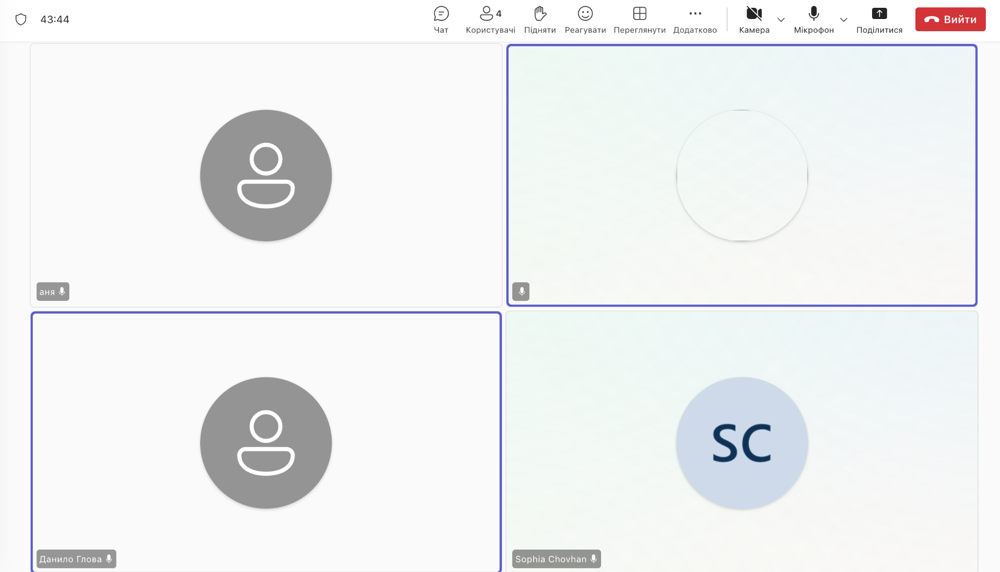 43:44
Чат
4
Користувачі
Підняти
Реагувати
Переглянути
Додатково
Камера
Мікрофон
Поділитися
Вийти
аня
SC
Данило Глова
Sophia Chovhan